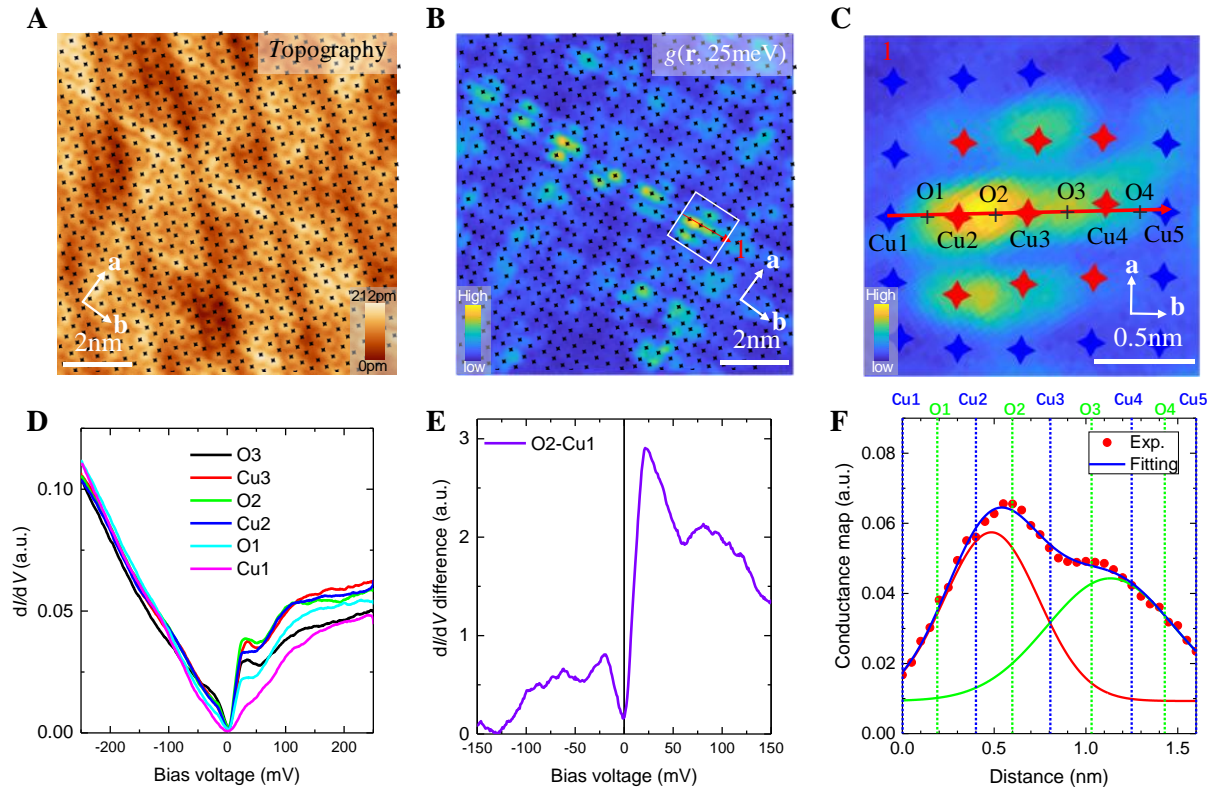 A
Topography
a
b
2nm
212pm
0pm
B
g(r, 25meV)
l
High
low
a
b
2nm
C
l
O1
O2
O3
O4
Cu1
Cu2
Cu3
Cu4
Cu5
a
b
High
low
0.5nm
D
dI/dV (a.u.)
0.10
0.05
0.00
O3
Cu3
O2
Cu2
O1
Cu1
-200 -100 0 100 200
Bias voltage (mV)
E
dI/dV difference (a.u.)
3
2
1
0
O2-Cu1
-150 -100 -50 0 50 100 150
Bias voltage (mV)
F
Cu1 O1 Cu2 O2 Cu3 O3 Cu4 O4 Cu5
Conductance map (a.u.)
0.08
0.06
0.04
0.02
0.00
Exp.
Fitting
0.0 0.5 1.0 1.5
Distance (nm)